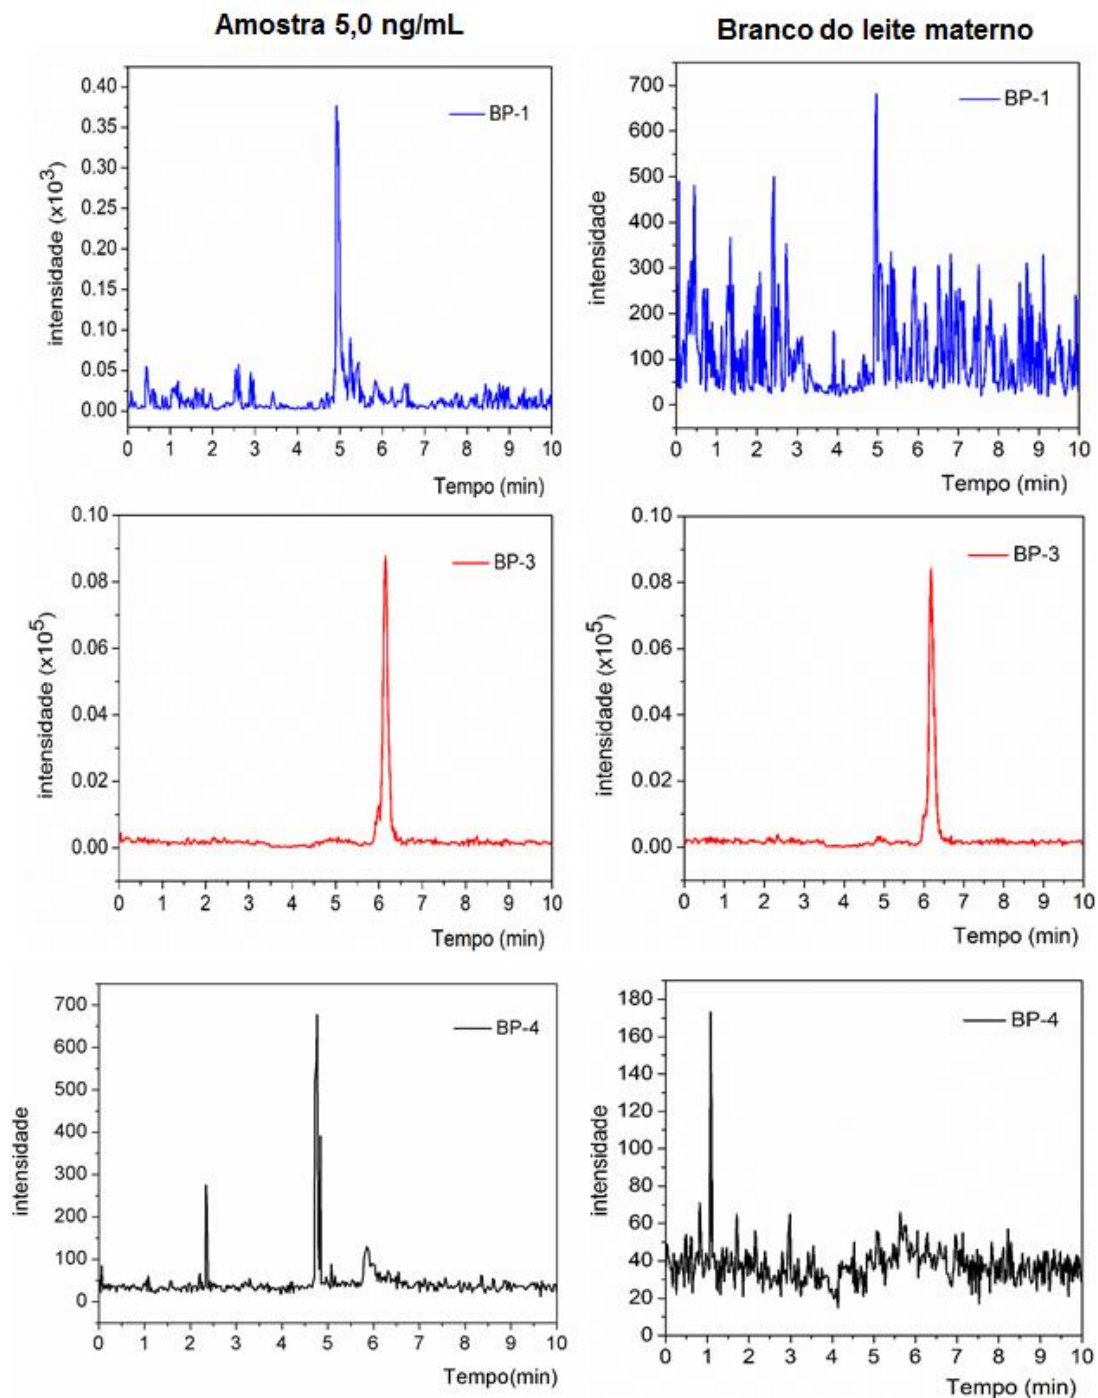 Amostra 5,0 ng/mL
Branco do leite materno
BP-1
intensidade (x10³)
0.40
0.35
0.30
0.25
0.20
0.15
0.10
0.05
0.00
0 1 2 3 4 5 6 7 8 9 10
Tempo (min)
BP-1
intensidade
700
600
500
400
300
200
100
0
0 1 2 3 4 5 6 7 8 9 10
Tempo (min)
BP-3
intensidade (x10⁵)
0.10
0.08
0.06
0.04
0.02
0.00
0 1 2 3 4 5 6 7 8 9 10
Tempo (min)
BP-3
intensidade (x10⁵)
0.10
0.08
0.06
0.04
0.02
0.00
0 1 2 3 4 5 6 7 8 9 10
Tempo (min)
BP-4
intensidade
700
600
500
400
300
200
100
0
0 1 2 3 4 5 6 7 8 9 10
Tempo(min)
BP-4
intensidade
180
160
140
120
100
80
60
40
20
0
0 1 2 3 4 5 6 7 8 9 10
Tempo (min)